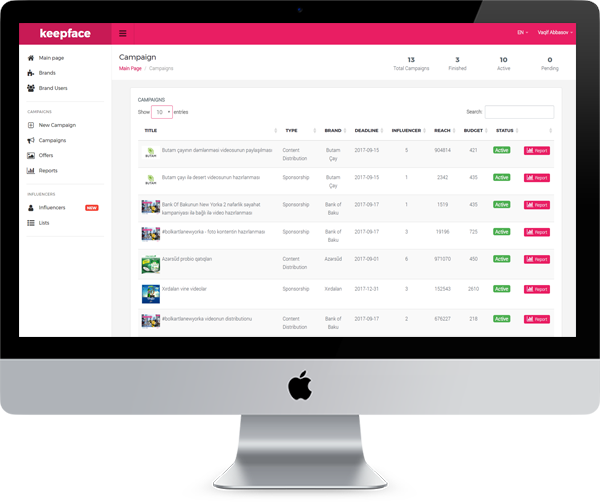 keepface
EN
Vaqif Abbasov
Main page
Brands
Brand Users
CAMPAIGNS
New Campaign
Campaigns
Offers
Reports
INFLUENCERS
Influencers NEW
Lists
Campaign
Main Page / Campaigns
13 3 10 0
Total Campaigns Finished Active Pending
CAMPAIGNS
Show 10 entries
Search:
TITLE TYPE BRAND DEADLINE INFLUENCER REACH BUDGET STATUS
Butam çayının damlanması videosunun paylaşılması Content Butam 2017-09-15 5 904814 421 Active Report
Distribution Çay
Butam çayı ilə desert videosunun hazırlanması Sponsorship Butam 2017-09-15 1 2342 435 Active Report
Çay
Bank Of Bakunun New Yorka 2 nəfərlik səyahət Sponsorship Bank of 2017-09-17 1 1519 435 Active Report
kampaniyası ilə bağlı ilə video hazırlanması Baku
#bolkartlanewyorka - foto kontentin hazırlanması Sponsorship Bank of 2017-09-17 3 19196 725 Active Report
Baku
Azərsüd probio qatıqları Content Azərsüd 2017-09-01 6 971070 450 Active Report
Distribution
Xırdalan vine videolar Sponsorship Xırdalan 2017-12-31 3 152543 2610 Active Report
#bolkartlanewyorka videonun distributionu Content Bank of 2017-09-17 2 676227 218 Active Report
Distribution Baku